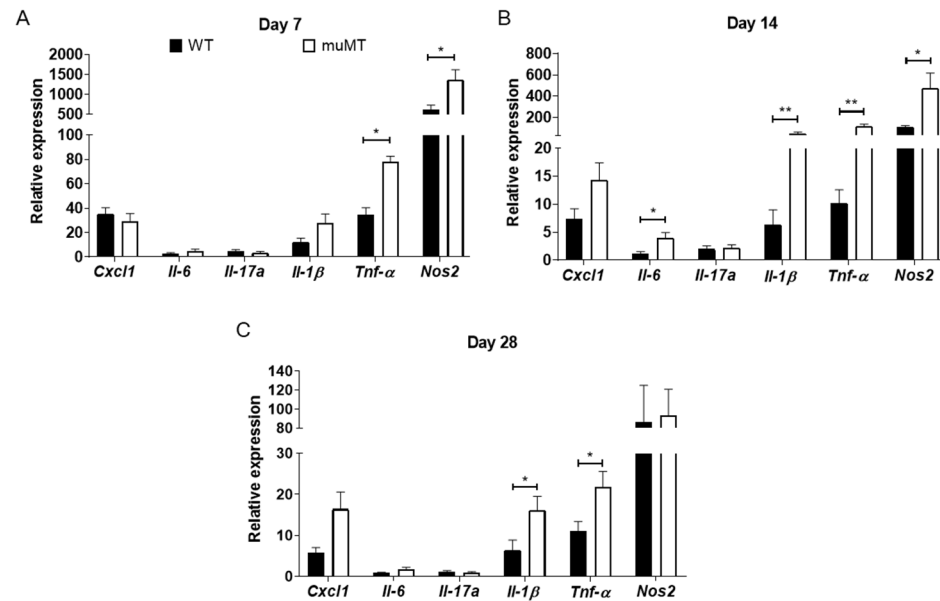 A
Day 7
WT
muMT
Relative expression
2000
1500
1000
500
100
80
60
40
20
0
*
*
Cxcl1 Il-6 Il-17a Il-1β Tnf-α Nos2
B
Day 14
Relative expression
800
600
400
200
20
15
10
5
0
*
**
**
*
Cxcl1 Il-6 Il-17a Il-1β Tnf-α Nos2
C
Day 28
Relative expression
140
120
100
80
30
20
10
0
*
*
Cxcl1 Il-6 Il-17a Il-1β Tnf-α Nos2